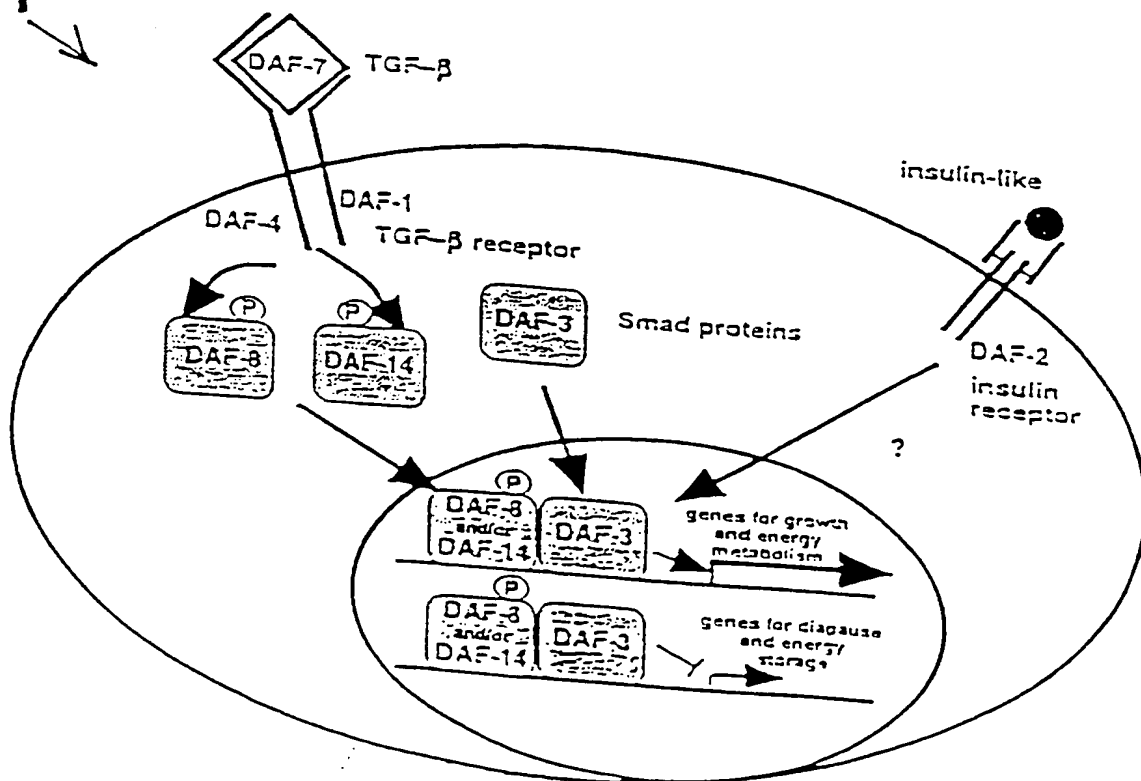 DAF-7 TGF-β
insulin-like
DAF-4
DAF-1
TGF-β receptor
P
P
DAF-8
DAF-14
DAF-3
Smad proteins
DAF-2
insulin
receptor
?
P
DAF-8
and/or
DAF-14
DAF-3
genes for growth
and energy
metabolism
P
DAF-8
and/or
DAF-14
DAF-3
genes for diapause
and energy
storage